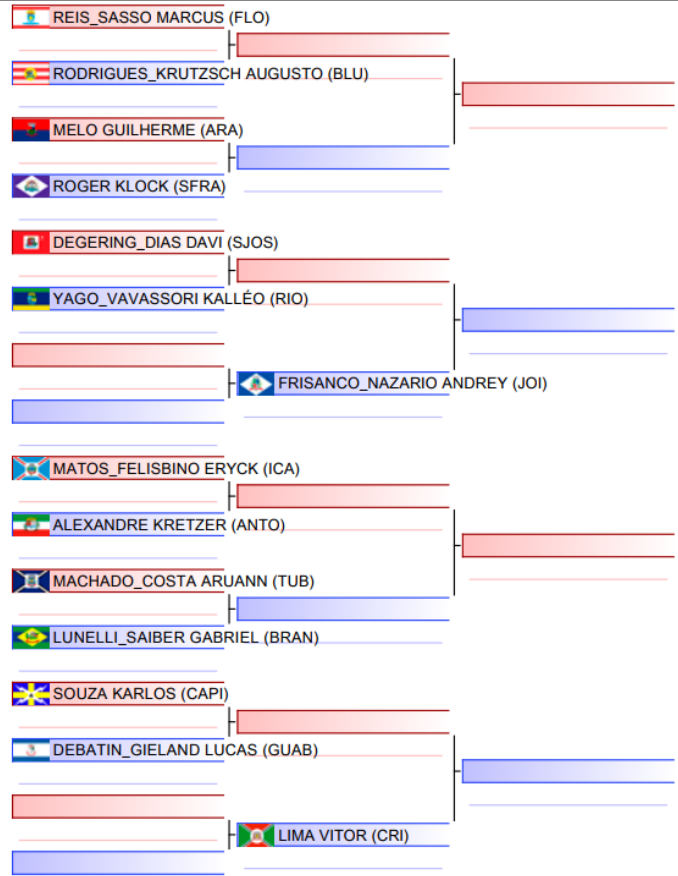 REIS_SASSO MARCUS (FLO)
RODRIGUES_KRUTZSCH AUGUSTO (BLU)
MELO GUILHERME (ARA)
ROGER KLOCK (SFRA)
DEGERING_DIAS DAVI (SJOS)
YAGO_VAVASSORI KALLÉO (RIO)
FRISANCO_NAZARIO ANDREY (JOI)
MATOS_FELISBINO ERYCK (ICA)
ALEXANDRE KRETZER (ANTO)
MACHADO_COSTA ARUANN (TUB)
LUNELLI_SAIBER GABRIEL (BRAN)
SOUZA KARLOS (CAPI)
DEBATIN_GIELAND LUCAS (GUAB)
LIMA VITOR (CRI)